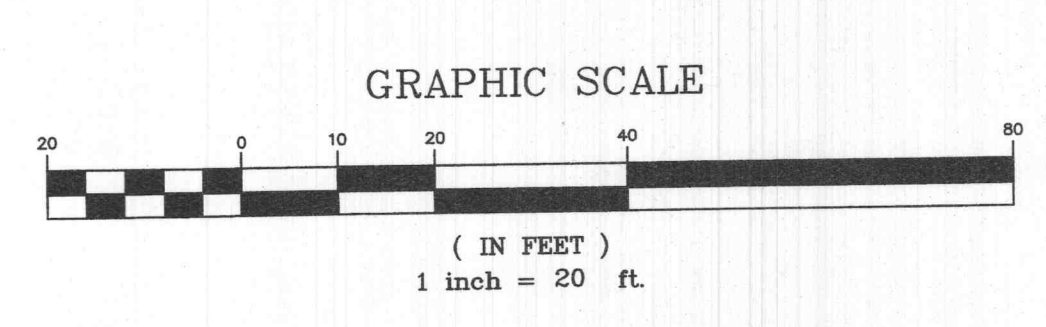 GRAPHIC SCALE
20 0 10 20 40 80
( IN FEET )
1 inch = 20 ft.